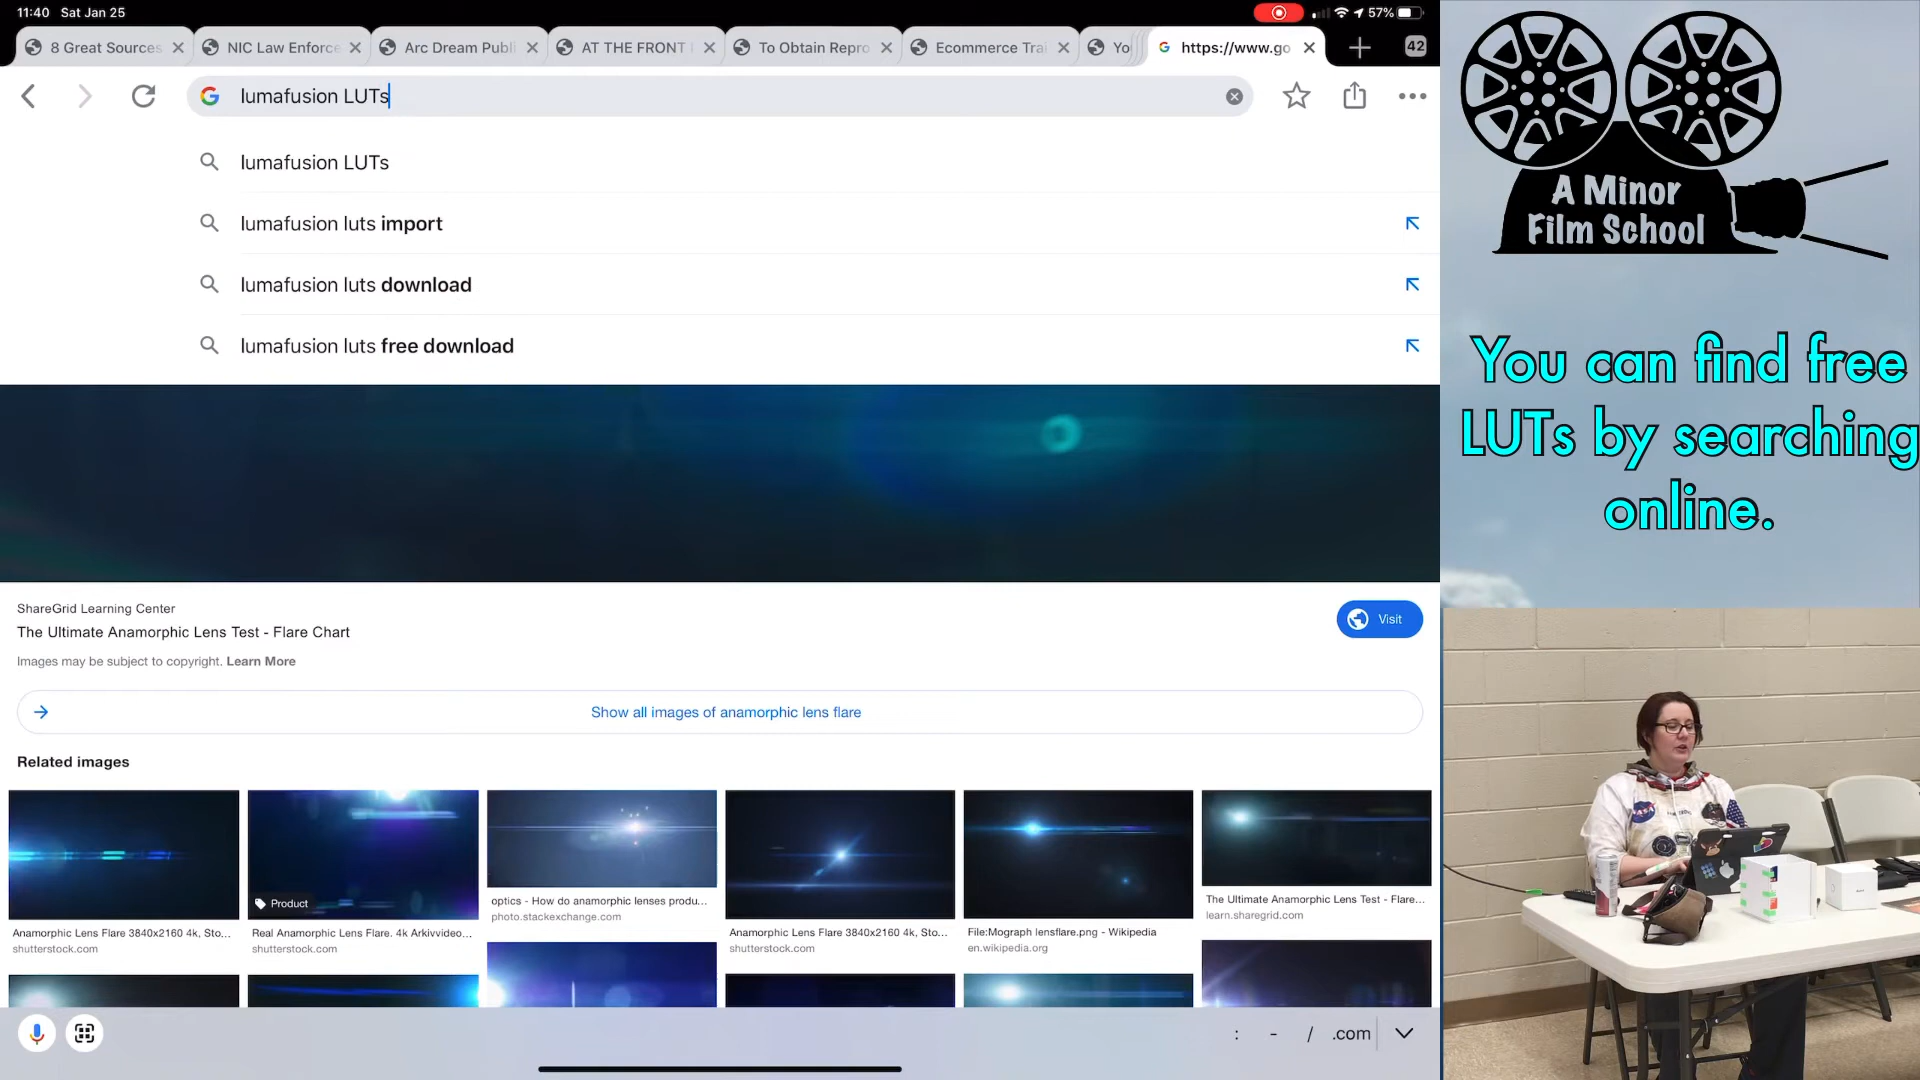 11:40 Sat Jan 25
57%
8 Great Sources
NIC Law Enforce
Arc Dream Publi
AT THE FRONT
To Obtain Repro
Ecommerce Trai
Yo
https://www.go
42
lumafusion LUTs
lumafusion LUTs
lumafusion luts import
lumafusion luts download
lumafusion luts free download
ShareGrid Learning Center
The Ultimate Anamorphic Lens Test - Flare Chart
Images may be subject to copyright. Learn More
Visit
Show all images of anamorphic lens flare
Related images
Product
Anamorphic Lens Flare 3840x2160 4k, Sto...
shutterstock.com
Real Anamorphic Lens Flare. 4k Arkivvideo...
shutterstock.com
optics - How do anamorphic lenses produ...
photo.stackexchange.com
Anamorphic Lens Flare 3840x2160 4k, Sto...
shutterstock.com
File:Mograph lensflare.png - Wikipedia
en.wikipedia.org
The Ultimate Anamorphic Lens Test - Flare...
learn.sharegrid.com
: - / .com
A Minor
Film School
You can find free
LUTs by searching
online.
NASA